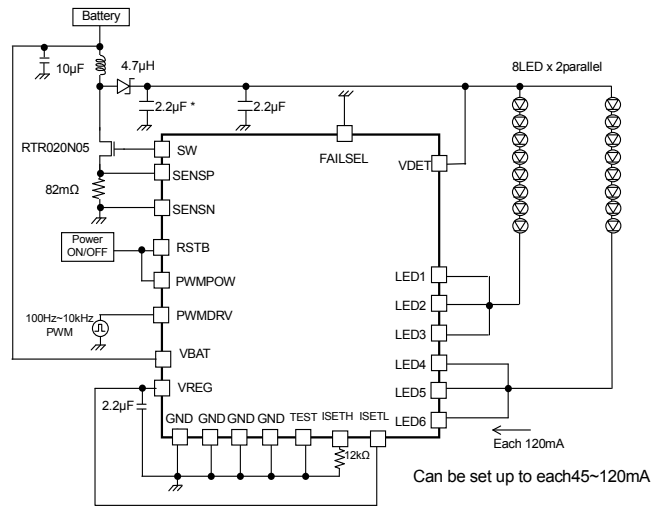 Battery
10µF
4.7µH
8LED x 2parallel
2.2µF *
2.2µF
RTR020N05
SW
FAILSEL
VDET
SENSP
82mΩ
SENSN
Power
ON/OFF
RSTB
PWMPOW
LED1
LED2
100Hz~10kHz
PWM
PWMDRV
LED3
VBAT
LED4
VREG
LED5
2.2µF
GND GND GND GND TEST ISETH ISETL
LED6
Each 120mA
12kΩ
Can be set up to each45~120mA